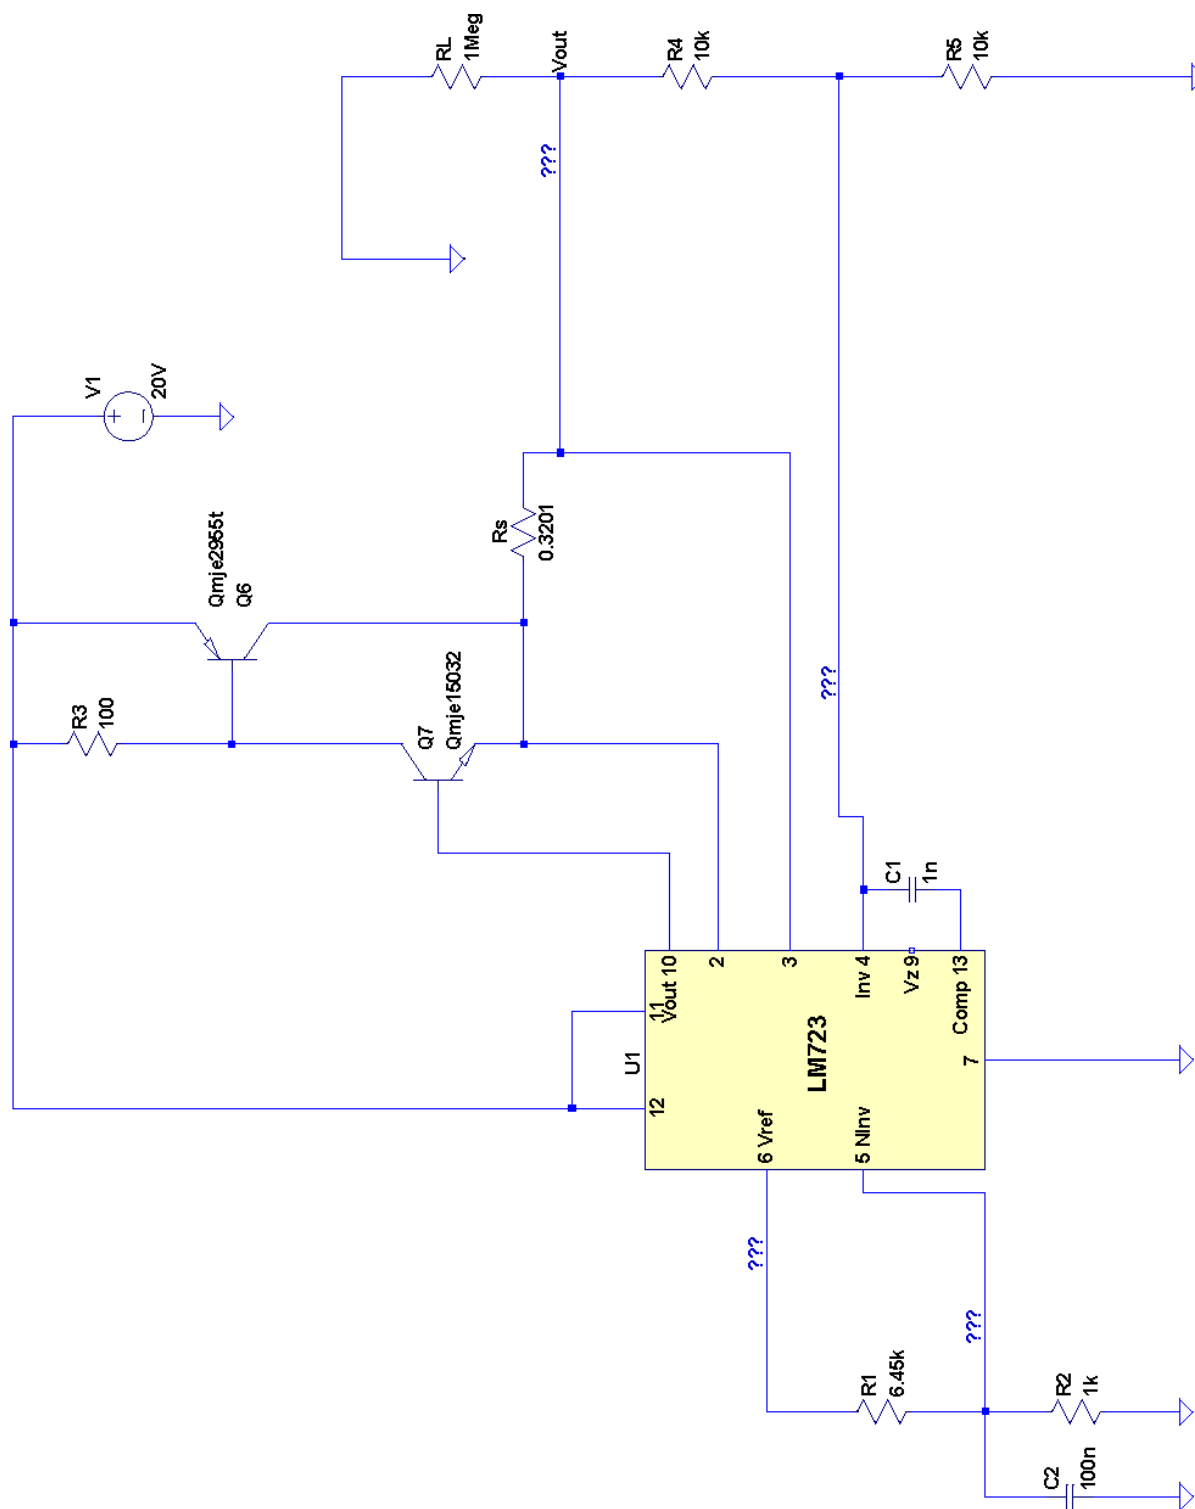 V1
20V
RL
1Meg
Vout
R4
10k
R5
10k
???
Qmje2955t
Q6
R3
100
Q7
Qmje15032
Rs
0.3201
???
U1
12
11
Vout 10
2
3
Inv 4
Vz 9
Comp 13
7
LM723
6 Vref
5 NInv
C1
1n
???
???
R1
6.45k
R2
1k
C2
100n